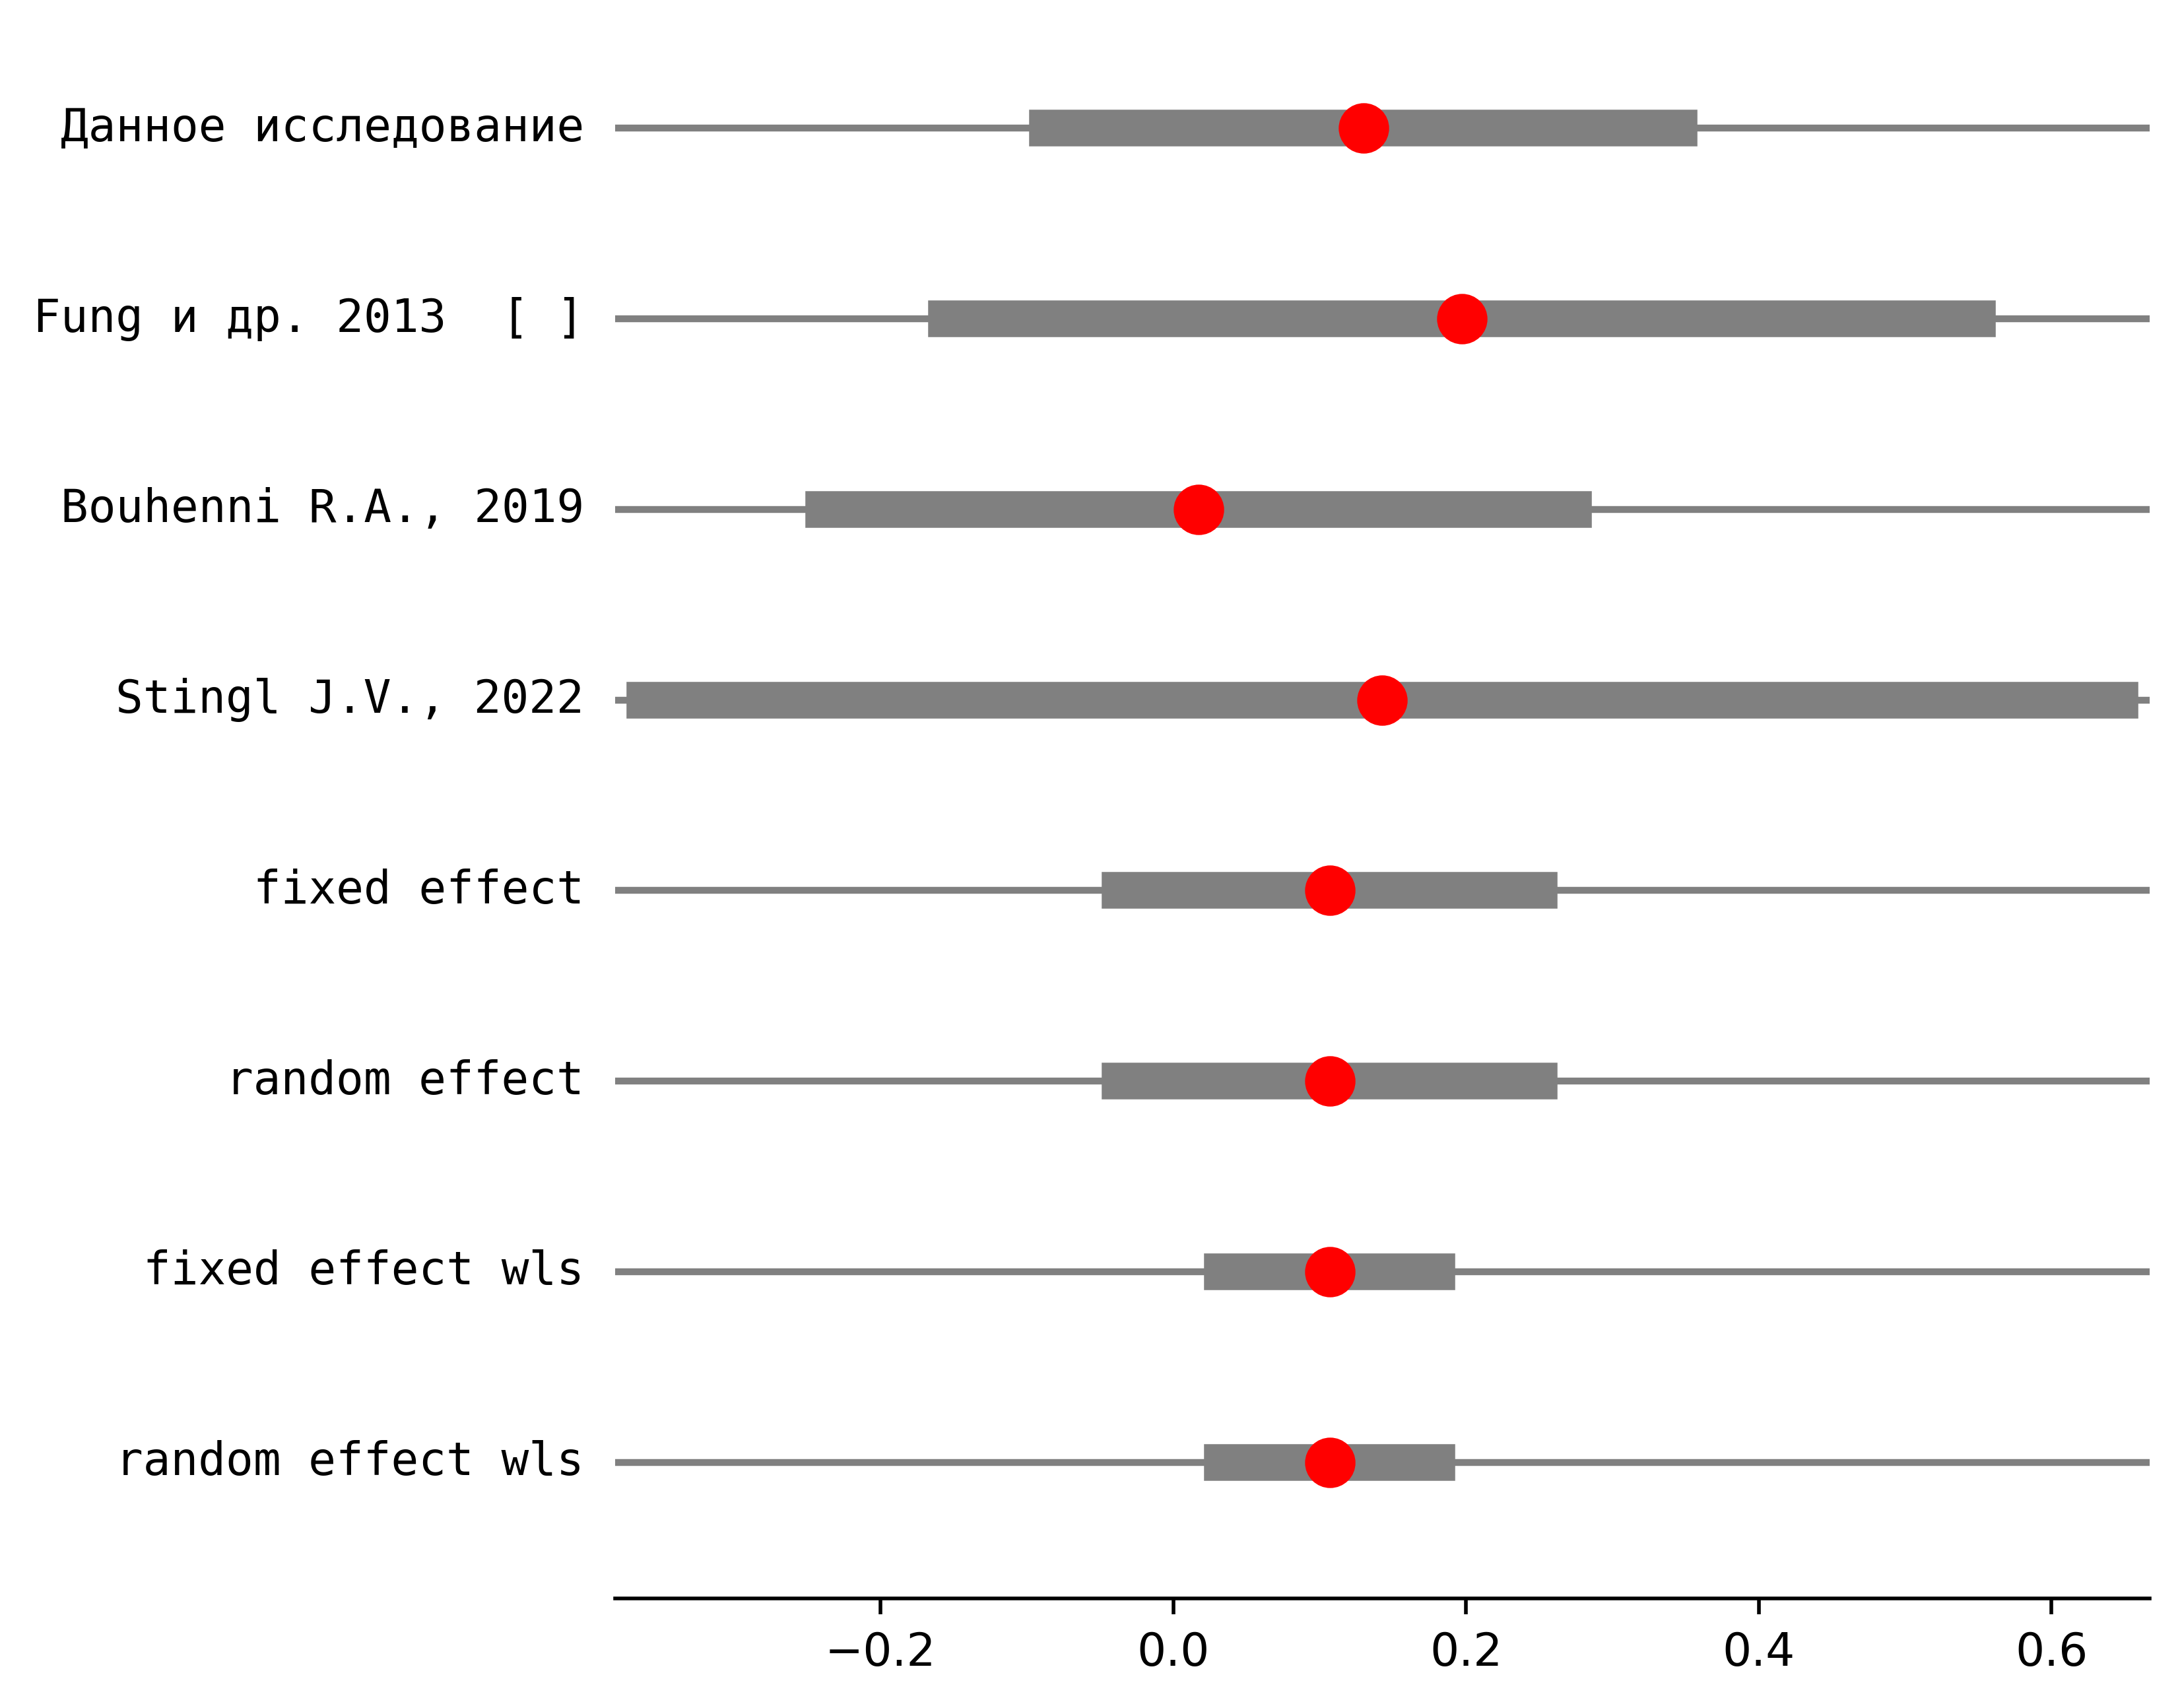 Данное исследование
Fung и др. 2013  [ ]
Bouhenni R.A., 2019
Stingl J.V., 2022
fixed effect
random effect
fixed effect wls
random effect wls
−0.2 0.0 0.2 0.4 0.6